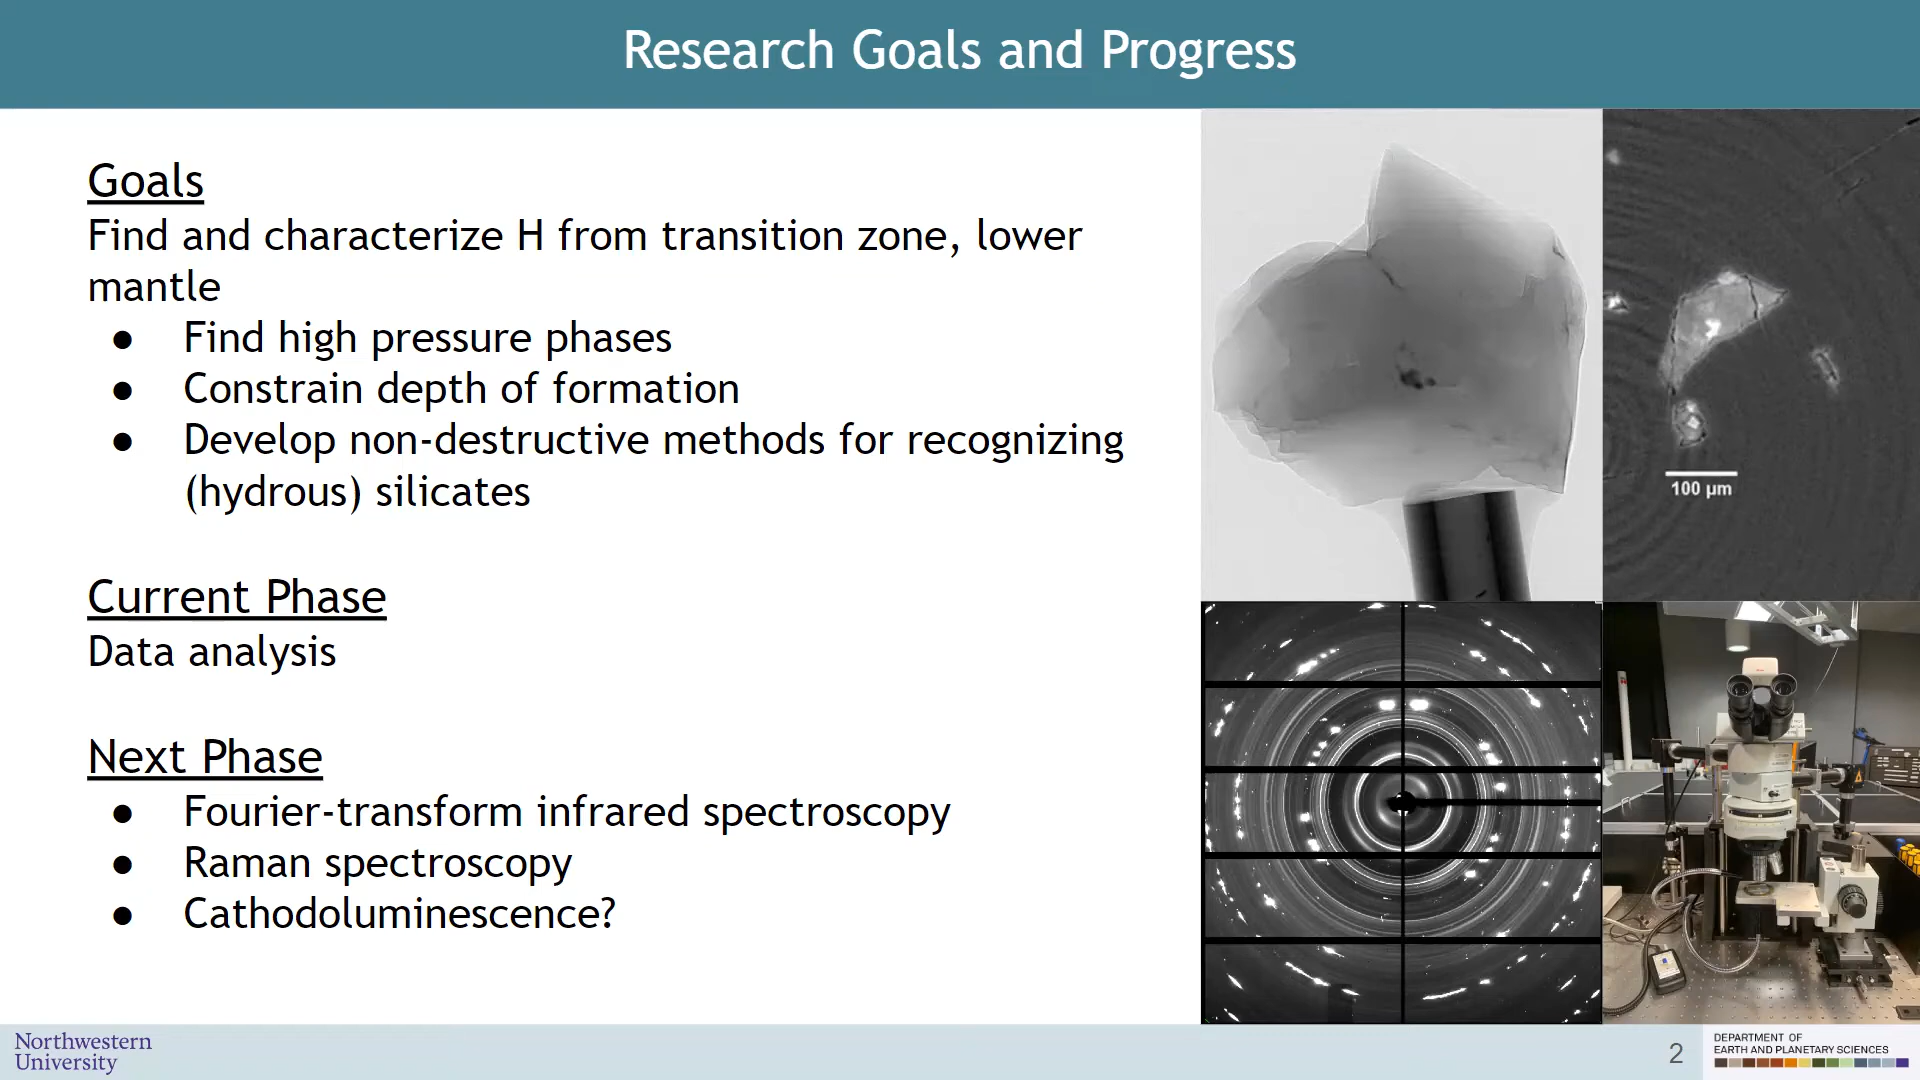 Research Goals and Progress
Goals
Find and characterize H from transition zone, lower
mantle
● Find high pressure phases
● Constrain depth of formation
● Develop non-destructive methods for recognizing
(hydrous) silicates
Current Phase
Data analysis
Next Phase
● Fourier-transform infrared spectroscopy
● Raman spectroscopy
● Cathodoluminescence?
100 μm
Northwestern
University
2
DEPARTMENT OF
EARTH AND PLANETARY SCIENCES